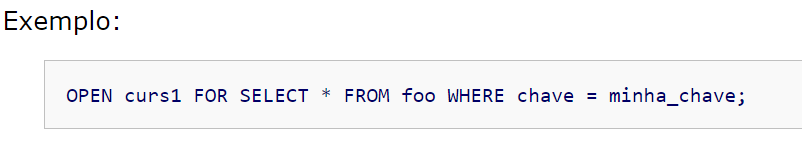 Exemplo:
OPEN curs1 FOR SELECT * FROM foo WHERE chave = minha_chave;